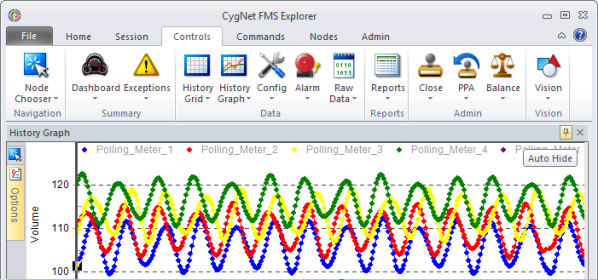 CygNet FMS Explorer
File Home Session Controls Commands Nodes Admin
Node Chooser Dashboard Exceptions History Grid History Graph Config Alarm Raw Data Reports Close PPA Balance Vision
0110 1011
Navigation Summary Data Reports Admin Vision
History Graph
Polling_Meter_1 Polling_Meter_2 Polling_Meter_3 Polling_Meter_4 Polling_Meter
Auto Hide
Options
Volume
120
110
100